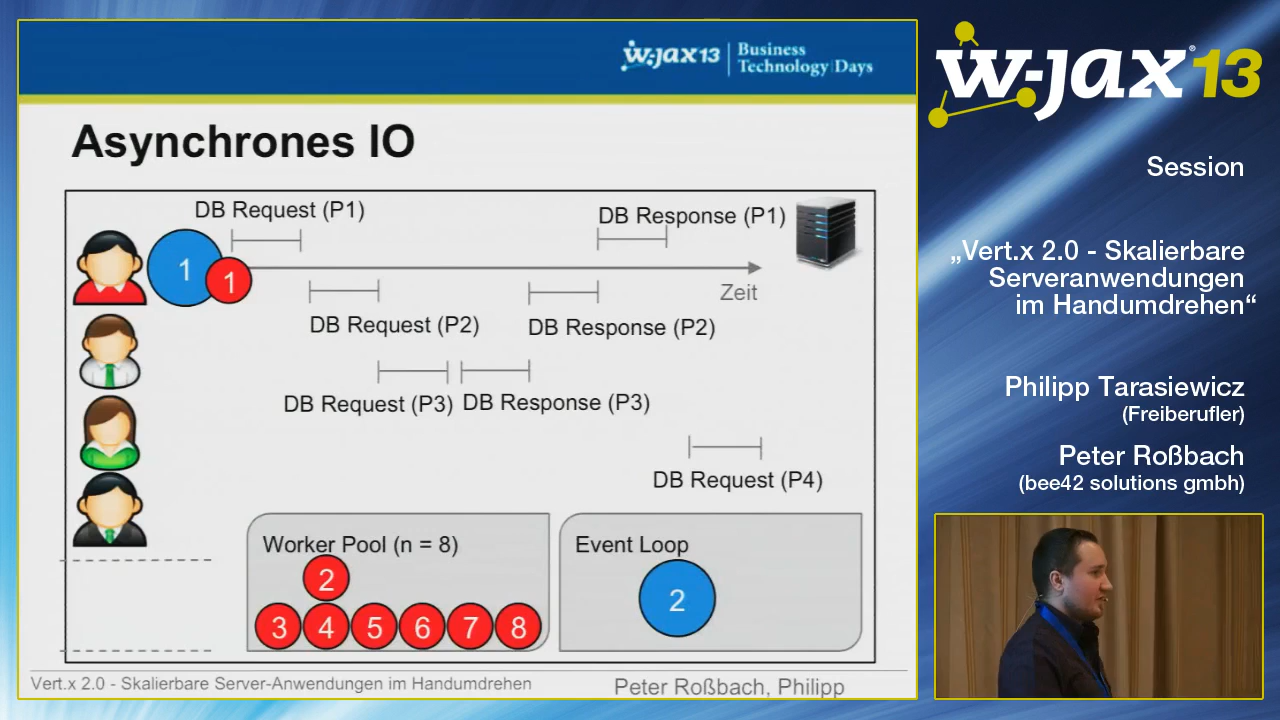 w-jax13 | Business
Technology|Days
Asynchrones IO
DB Request (P1)
DB Response (P1)
1
1
Zeit
DB Request (P2)
DB Response (P2)
DB Request (P3)
DB Response (P3)
DB Request (P4)
Worker Pool (n = 8)
2
3 4 5 6 7 8
Event Loop
2
Vert.x 2.0 - Skalierbare Server-Anwendungen im Handumdrehen
Peter Roßbach, Philipp
w-jax® 13
Session
„Vert.x 2.0 - Skalierbare
Serveranwendungen
im Handumdrehen“
Philipp Tarasiewicz
(Freiberufler)
Peter Roßbach
(bee42 solutions gmbh)